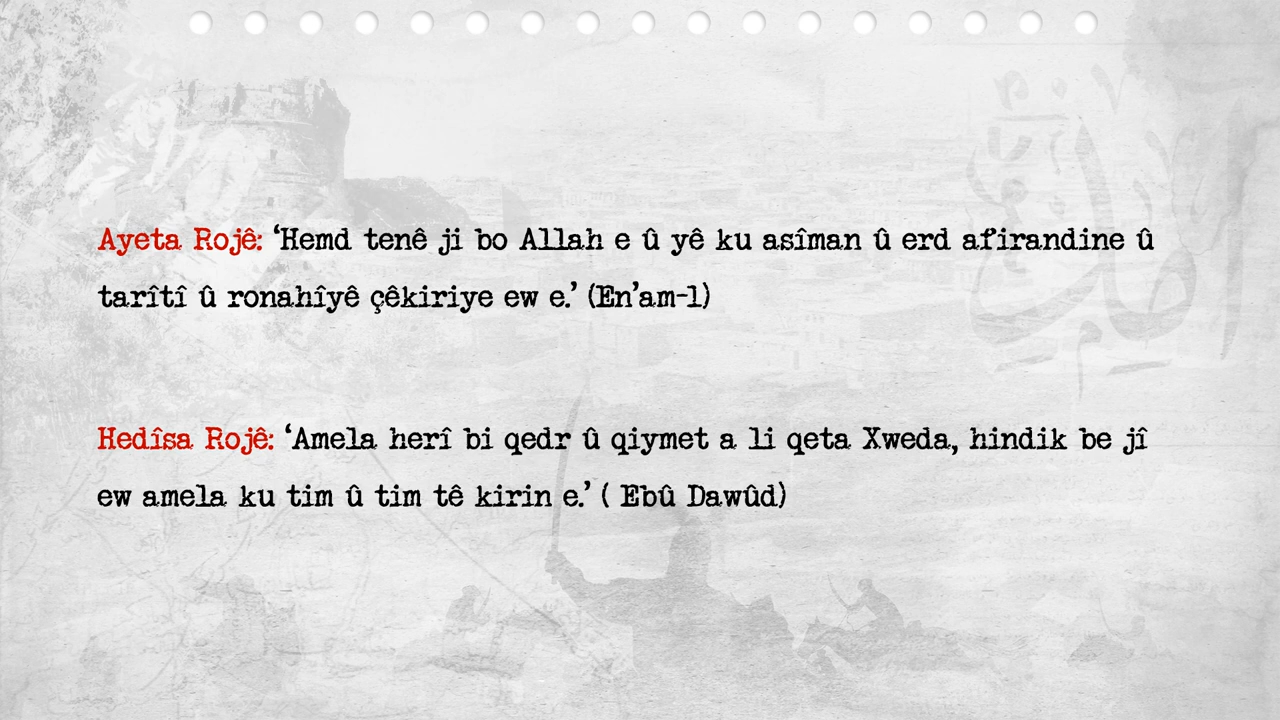 Ayeta Rojê: ‘Hemd tenê ji bo Allah e û yê ku asîman û erd afirandine û
tarîtî û ronahîyê çêkiriye ew e.’ (En’am-1)
Hedîsa Rojê: ‘Amela herî bi qedr û qiymet a li qeta Xweda, hindik be jî
ew amela ku tim û tim tê kirin e.’ ( Ebû Dawûd)